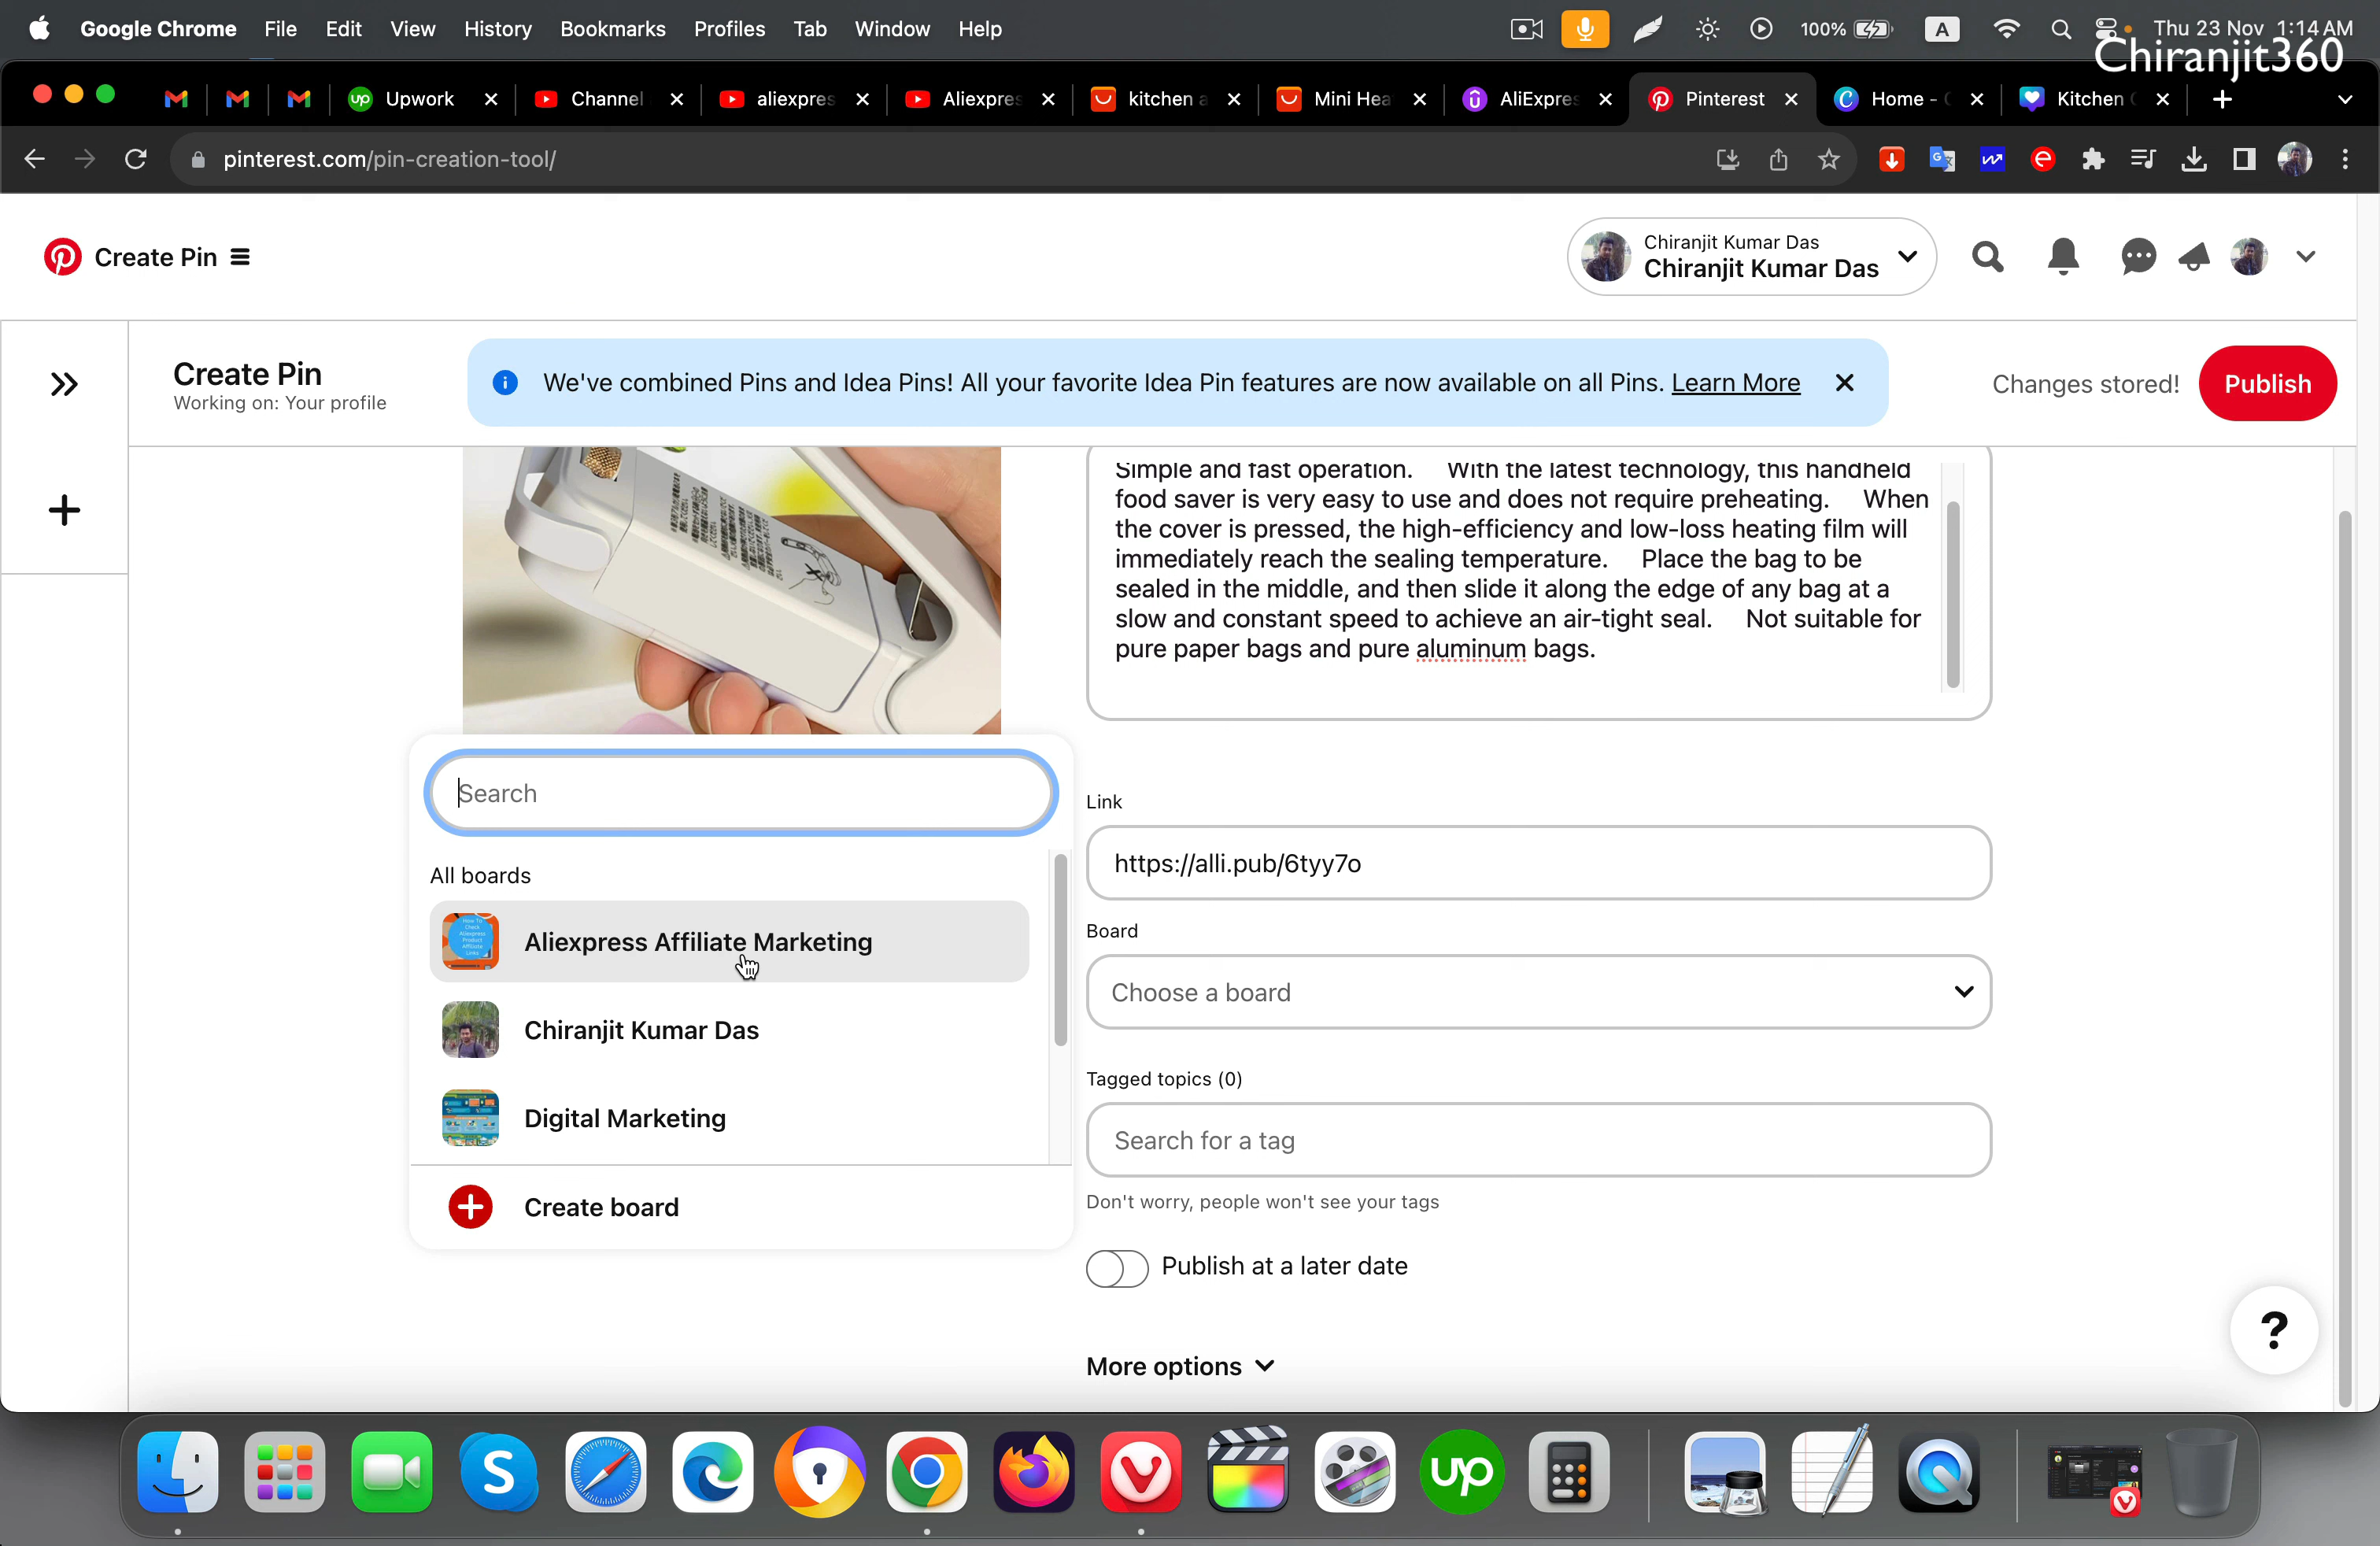 Google Chrome File Edit View History Bookmarks Profiles Tab Window Help 100% A Thu 23 Nov 1:14 AM
Chiranjit360
Upwork Channel aliexpres Aliexpres kitchen a Mini Hea AliExpres Pinterest Home - Kitchen
pinterest.com/pin-creation-tool/
Create Pin
Chiranjit Kumar Das
Chiranjit Kumar Das
Create Pin
Working on: Your profile
We've combined Pins and Idea Pins! All your favorite Idea Pin features are now available on all Pins. Learn More
Changes stored!
Publish
Simple and fast operation. With the latest technology, this handheld
food saver is very easy to use and does not require preheating. When
the cover is pressed, the high-efficiency and low-loss heating film will
immediately reach the sealing temperature. Place the bag to be
sealed in the middle, and then slide it along the edge of any bag at a
slow and constant speed to achieve an air-tight seal. Not suitable for
pure paper bags and pure aluminum bags.
Search
All boards
How To
Check
Aliexpress
Product
Affiliate
Links
Aliexpress Affiliate Marketing
Chiranjit Kumar Das
Digital Marketing
Create board
Link
https://alli.pub/6tyy7o
Board
Choose a board
Tagged topics (0)
Search for a tag
Don't worry, people won't see your tags
Publish at a later date
More options
?
up